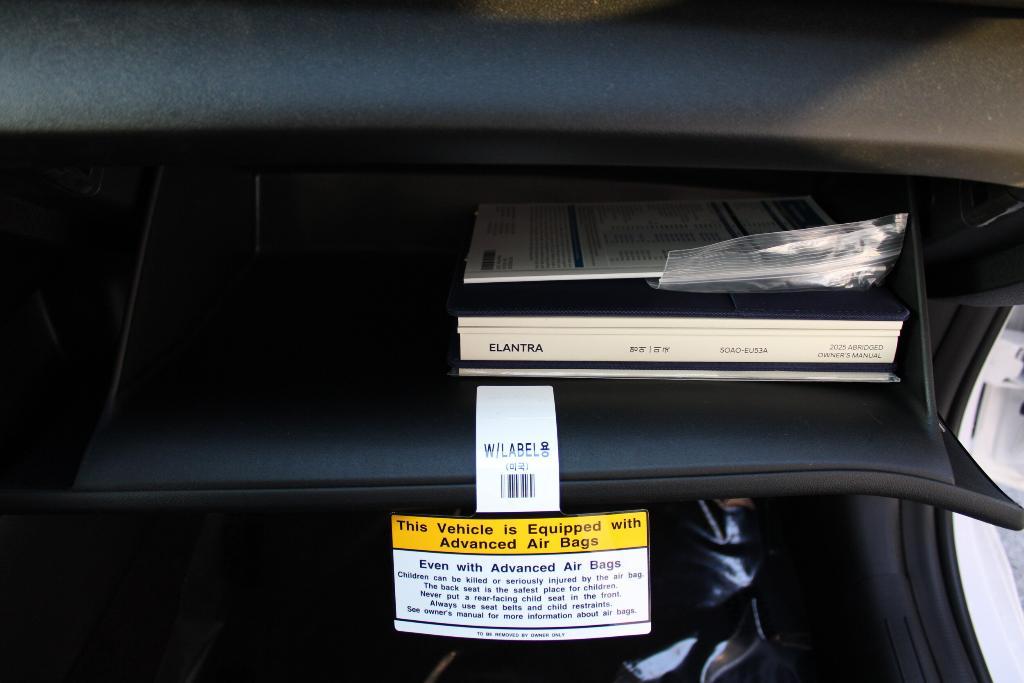 ELANTRA
SOAO-EU53A
2025 ABRIDGED
OWNER'S MANUAL
W/LABEL용
(미국)
This Vehicle is Equipped with
Advanced Air Bags
Even with Advanced Air Bags
Children can be killed or seriously injured by the air bag.
The back seat is the safest place for children.
Never put a rear-facing child seat in the front.
Always use seat belts and child restraints.
See owner's manual for more information about air bags.
TO BE REMOVED BY OWNER ONLY